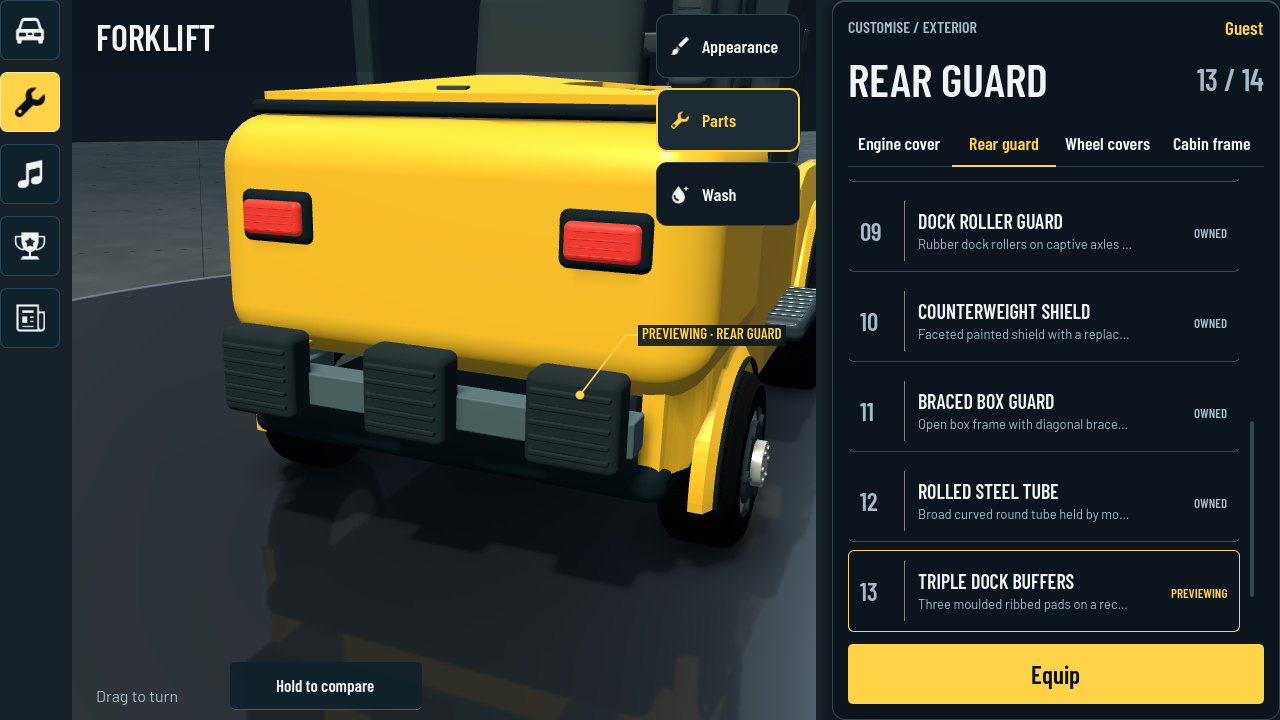 FORKLIFT
Appearance
Parts
Wash
PREVIEWING · REAR GUARD
Drag to turn
Hold to compare
CUSTOMISE / EXTERIOR
Guest
REAR GUARD
13 / 14
Engine cover
Rear guard
Wheel covers
Cabin frame
09
DOCK ROLLER GUARD
Rubber dock rollers on captive axles ...
OWNED
10
COUNTERWEIGHT SHIELD
Faceted painted shield with a replac...
OWNED
11
BRACED BOX GUARD
Open box frame with diagonal brace...
OWNED
12
ROLLED STEEL TUBE
Broad curved round tube held by mo...
OWNED
13
TRIPLE DOCK BUFFERS
Three moulded ribbed pads on a rec...
PREVIEWING
Equip